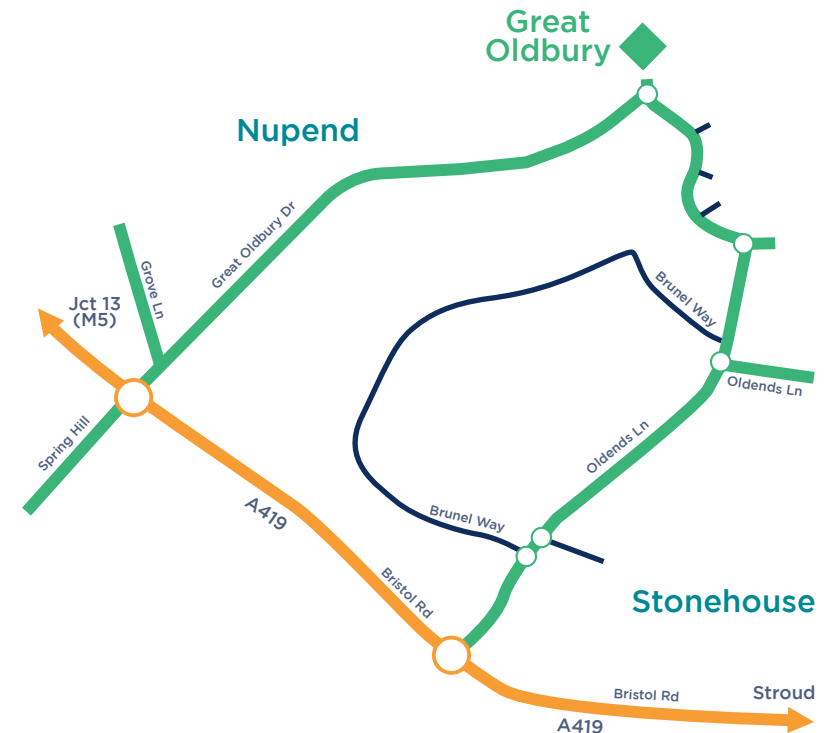 Great
Oldbury
Nupend
Great Oldbury Dr
Grove Ln
Jct 13
(M5)
Brunel Way
Oldends Ln
Spring Hill
Oldends Ln
A419
Brunel Way
Bristol Rd
Stonehouse
Bristol Rd
Stroud
A419